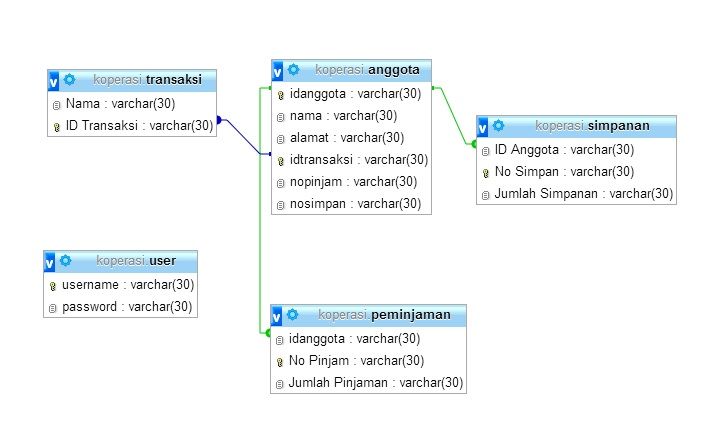 koperasi.transaksi
Nama : varchar(30)
ID Transaksi : varchar(30)
koperasi.anggota
idanggota : varchar(30)
nama : varchar(30)
alamat : varchar(30)
idtransaksi : varchar(30)
nopinjam : varchar(30)
nosimpan : varchar(30)
koperasi.simpanan
ID Anggota : varchar(30)
No Simpan : varchar(30)
Jumlah Simpanan : varchar(30)
koperasi.user
username : varchar(30)
password : varchar(30)
koperasi.peminjaman
idanggota : varchar(30)
No Pinjam : varchar(30)
Jumlah Pinjaman : varchar(30)